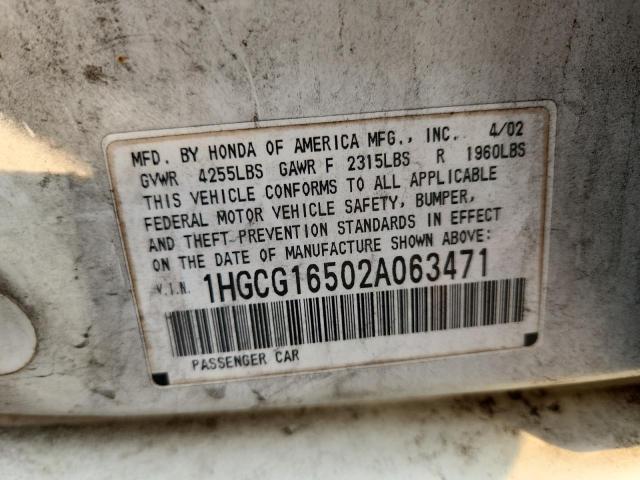 MFD. BY HONDA OF AMERICA MFG., INC. 4/02
GVWR 4255LBS GAWR F 2315LBS R 1960LBS
THIS VEHICLE CONFORMS TO ALL APPLICABLE
FEDERAL MOTOR VEHICLE SAFETY, BUMPER,
AND THEFT PREVENTION STANDARDS IN EFFECT
ON THE DATE OF MANUFACTURE SHOWN ABOVE:
V.I.N. 1HGCG16502A063471
PASSENGER CAR